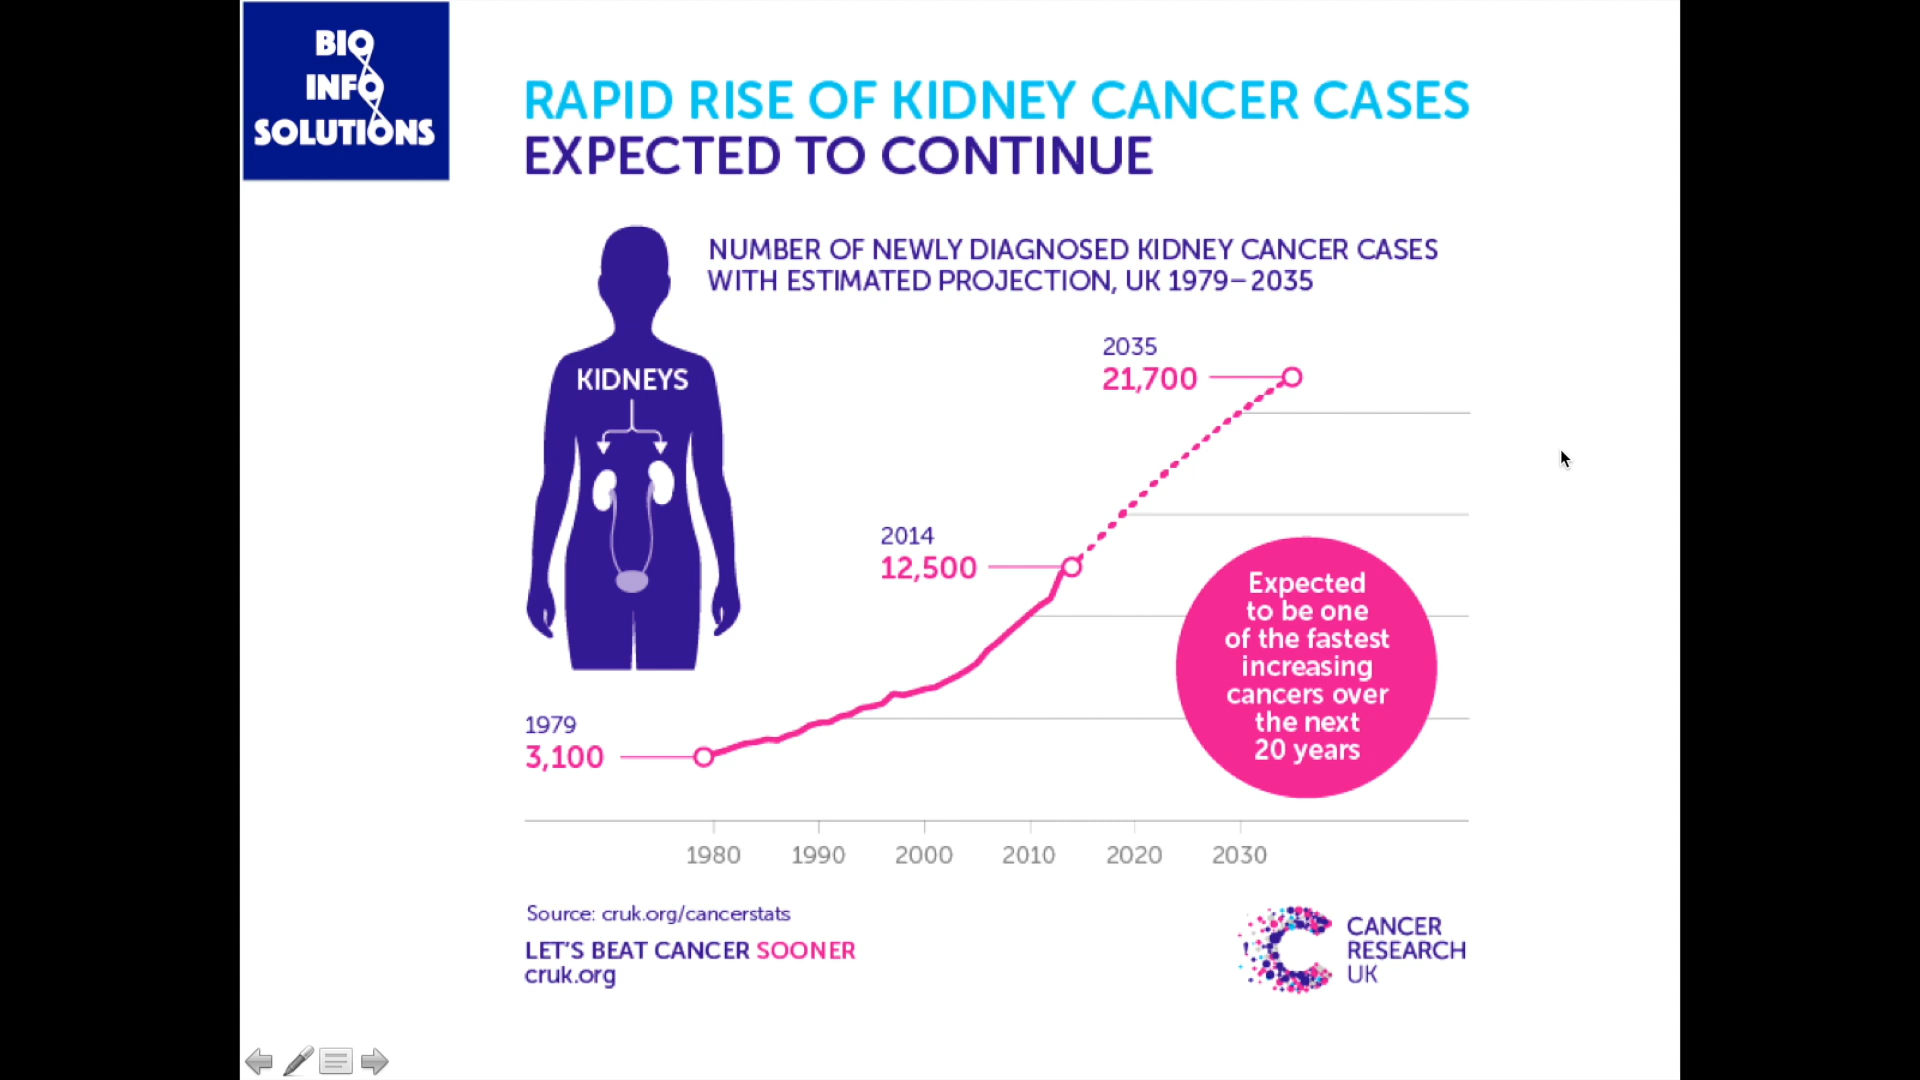 BIO
INFO
SOLUTIONS
RAPID RISE OF KIDNEY CANCER CASES
EXPECTED TO CONTINUE
NUMBER OF NEWLY DIAGNOSED KIDNEY CANCER CASES
WITH ESTIMATED PROJECTION, UK 1979–2035
KIDNEYS
2035
21,700
2014
12,500
1979
3,100
Expected
to be one
of the fastest
increasing
cancers over
the next
20 years
1980 1990 2000 2010 2020 2030
Source: cruk.org/cancerstats
LET'S BEAT CANCER SOONER
cruk.org
CANCER
RESEARCH
UK